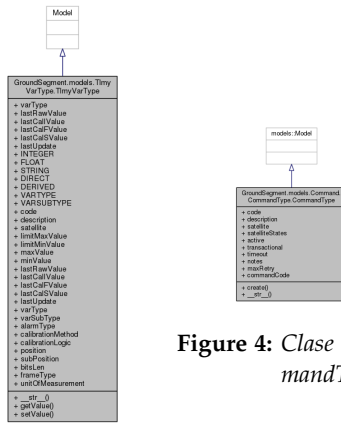 Model
GroundSegment.models.Tlmy
VarType.TlmyVarType
+ varType
+ lastRawValue
+ lastCalIValue
+ lastCalFValue
+ lastCalSValue
+ lastUpdate
+ INTEGER
+ FLOAT
+ STRING
+ DIRECT
+ DERIVED
+ VARTYPE
+ VARSUBTYPE
+ code
+ description
+ satellite
+ limitMaxValue
+ limitMinValue
+ maxValue
+ minValue
+ lastRawValue
+ lastCalIValue
+ lastCalFValue
+ lastCalSValue
+ lastUpdate
+ varType
+ varSubType
+ alarmType
+ calibrationMethod
+ calibrationLogic
+ position
+ subPosition
+ bitsLen
+ frameType
+ unitOfMeasurement
+ __str__()
+ getValue()
+ setValue()
models::Model
GroundSegment.models.Command.
CommandType.CommandType
+ code
+ description
+ satellite
+ satelliteStates
+ active
+ transactional
+ timeout
+ notes
+ maxRetry
+ commandCode
+ create()
+ __str__()
Figure 4: Clase